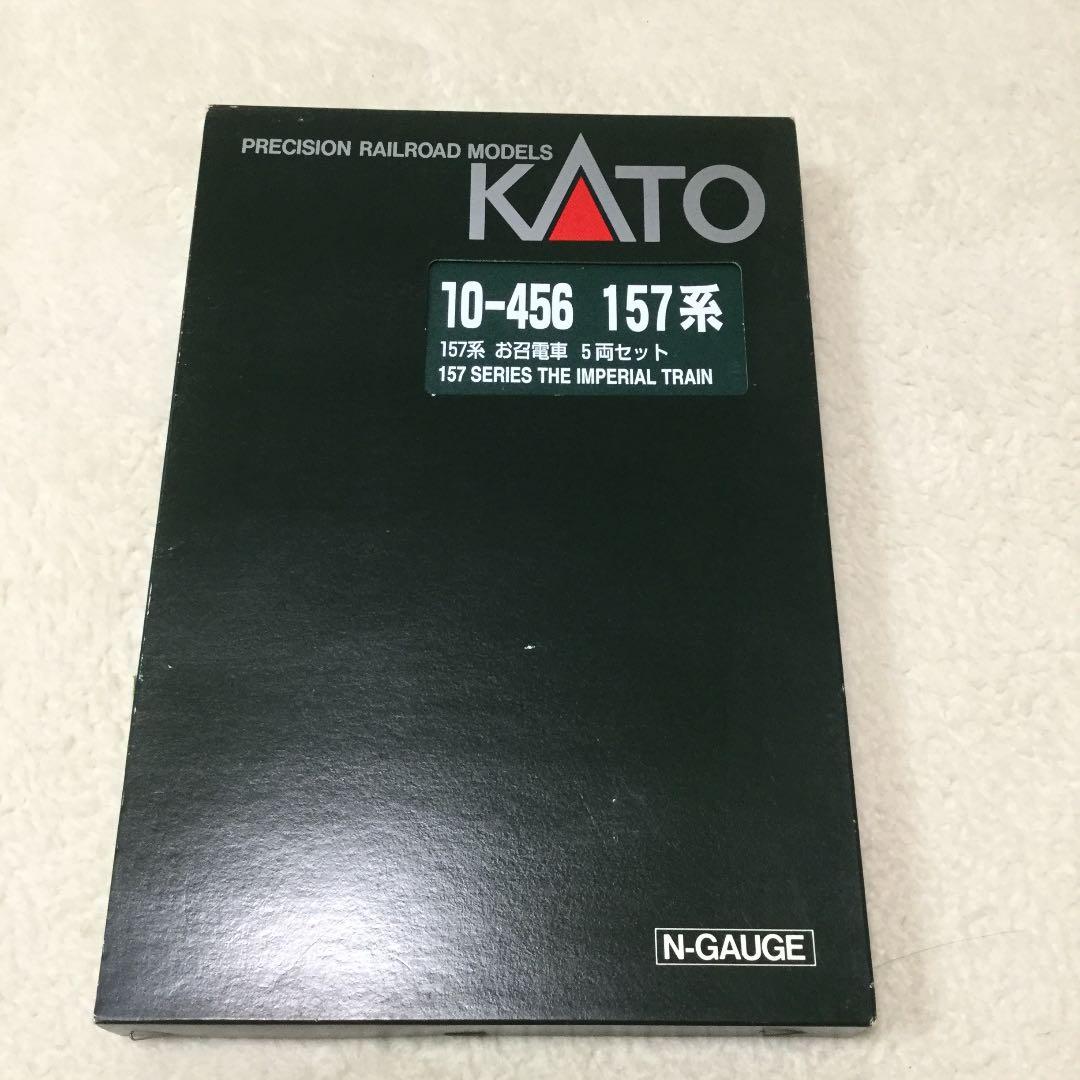 PRECISION RAILROAD MODELS
KATO
10-456 157系
157系 お召電車 5両セット
157 SERIES THE IMPERIAL TRAIN
N-GAUGE